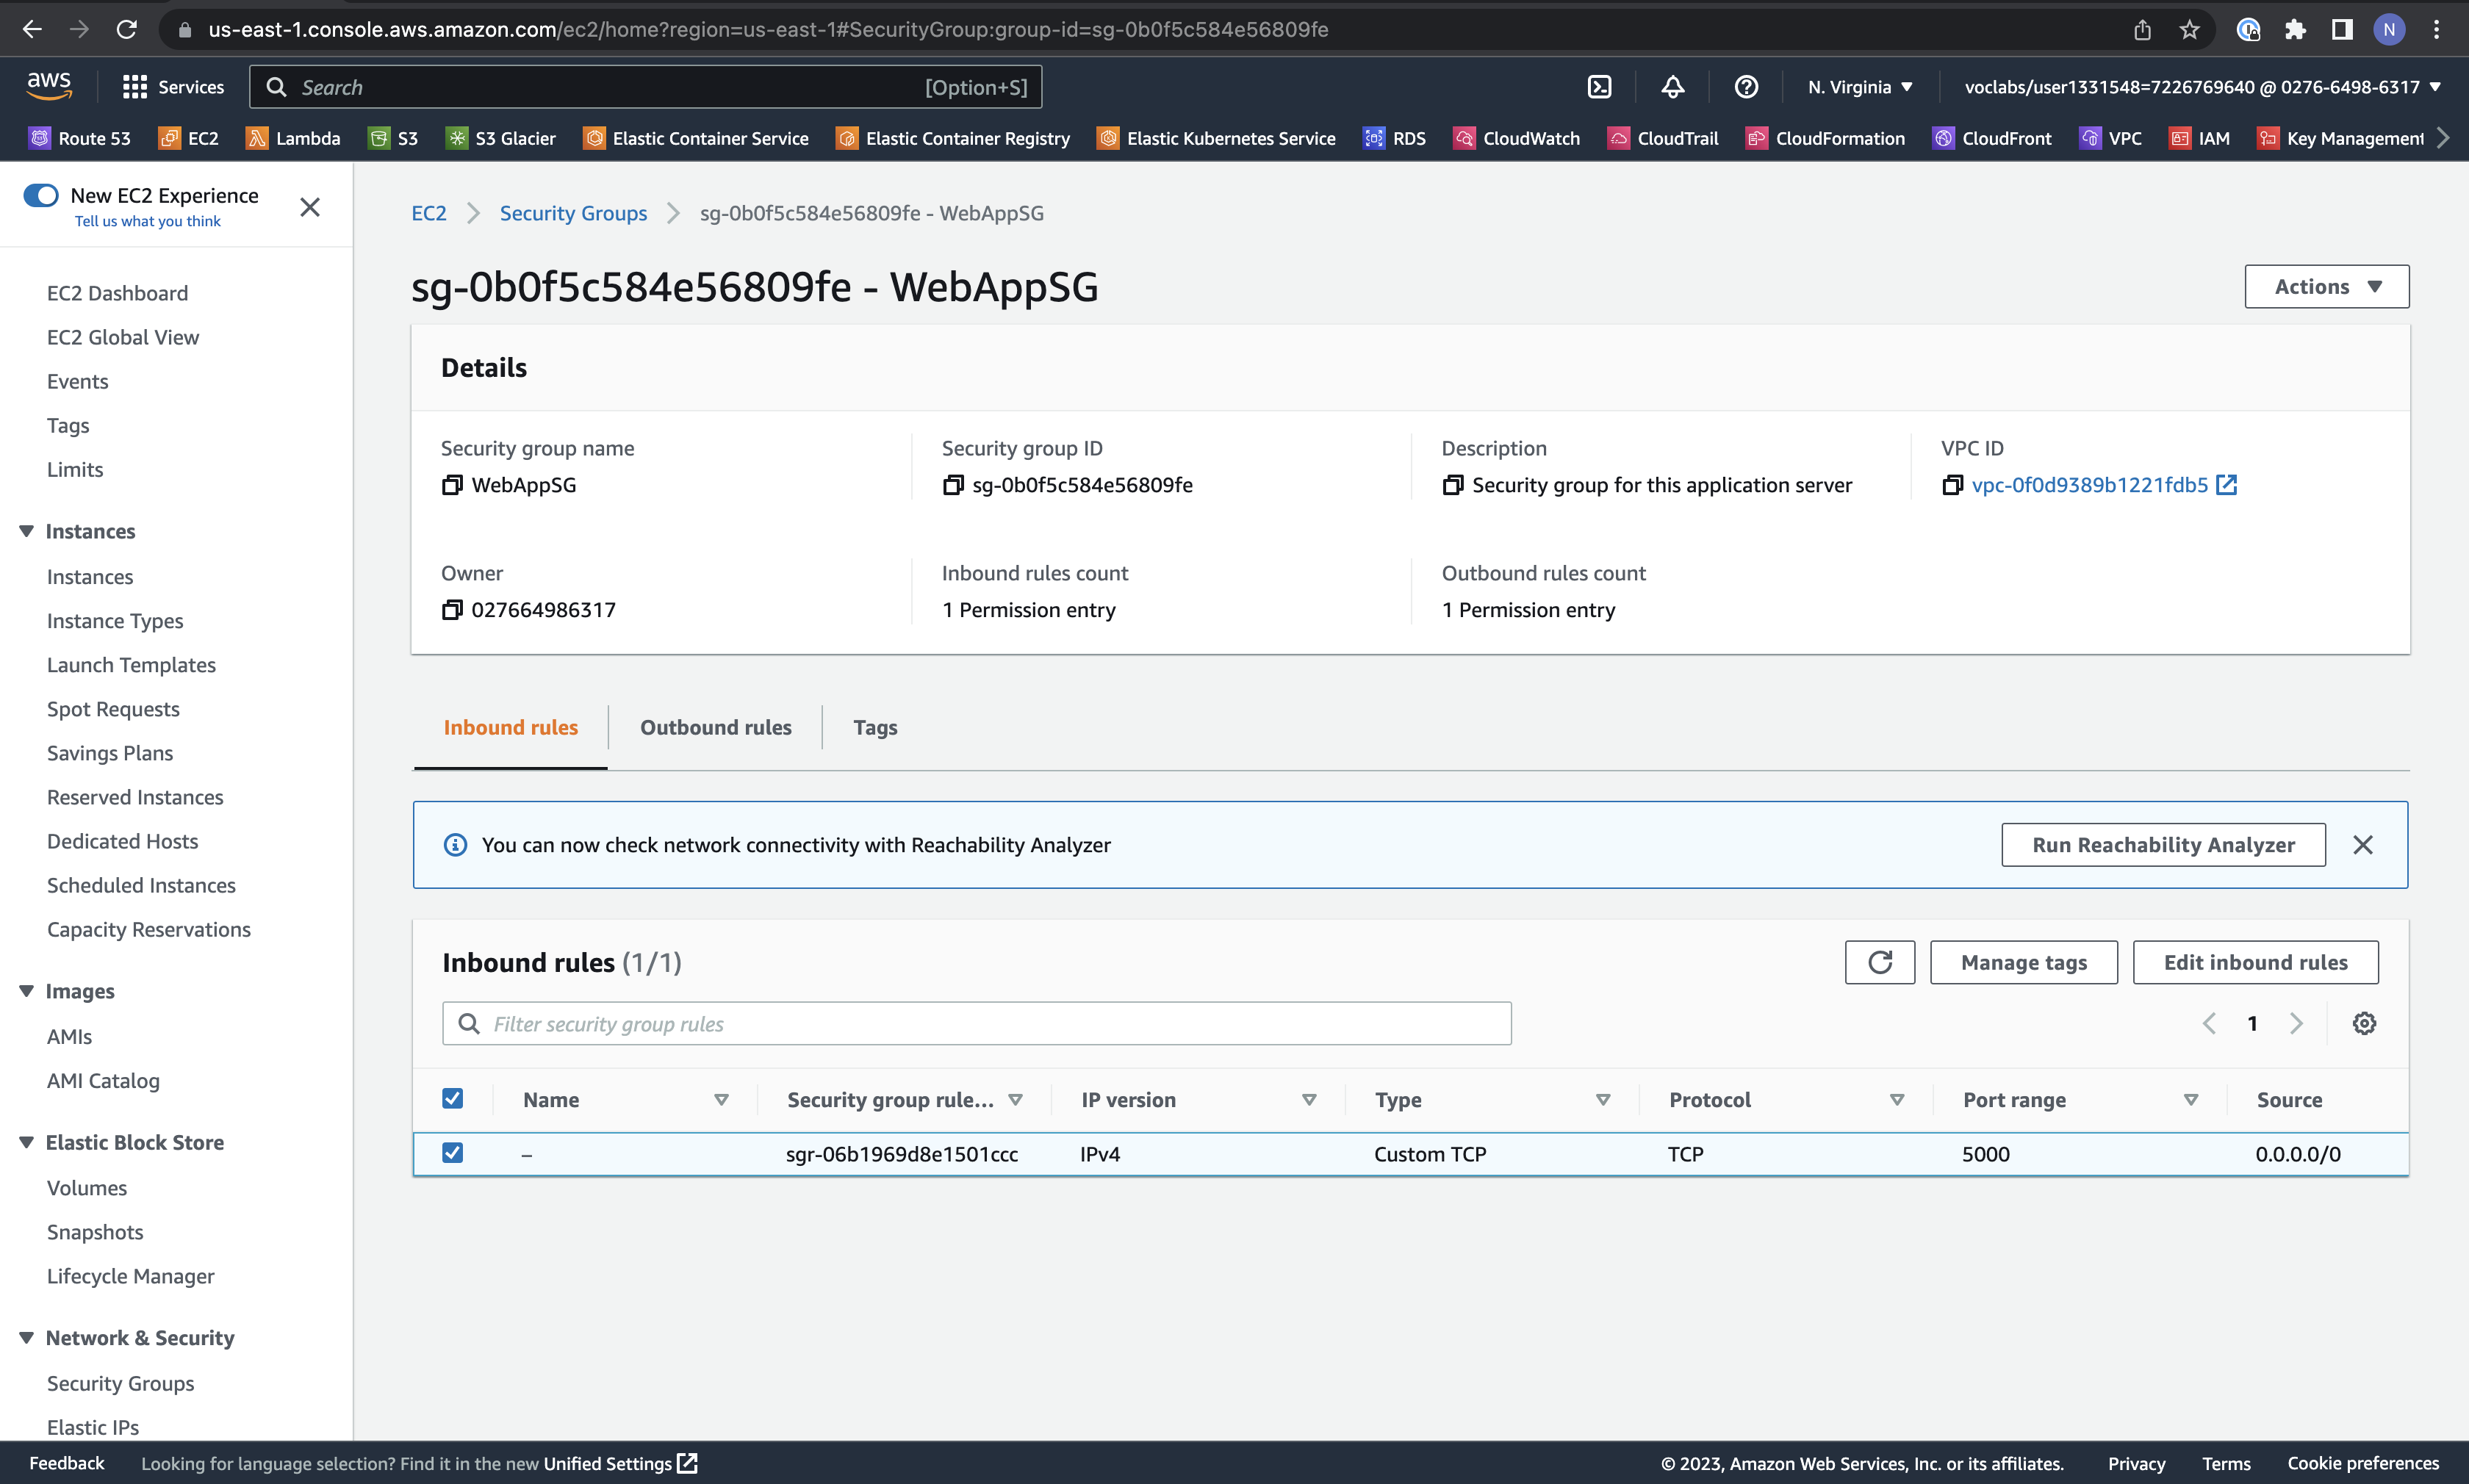 us-east-1.console.aws.amazon.com/ec2/home?region=us-east-1#SecurityGroup:group-id=sg-0b0f5c584e56809fe
N
aws
Services
Search
[Option+S]
N. Virginia
voclabs/user1331548=7226769640 @ 0276-6498-6317
Route 53
EC2
Lambda
S3
S3 Glacier
Elastic Container Service
Elastic Container Registry
Elastic Kubernetes Service
RDS
CloudWatch
CloudTrail
CloudFormation
CloudFront
VPC
IAM
Key Management
New EC2 Experience
Tell us what you think
EC2 Dashboard
EC2 Global View
Events
Tags
Limits
Instances
Instances
Instance Types
Launch Templates
Spot Requests
Savings Plans
Reserved Instances
Dedicated Hosts
Scheduled Instances
Capacity Reservations
Images
AMIs
AMI Catalog
Elastic Block Store
Volumes
Snapshots
Lifecycle Manager
Network & Security
Security Groups
Elastic IPs
EC2
Security Groups
sg-0b0f5c584e56809fe - WebAppSG
sg-0b0f5c584e56809fe - WebAppSG
Actions
Details
Security group name
WebAppSG
Security group ID
sg-0b0f5c584e56809fe
Description
Security group for this application server
VPC ID
vpc-0f0d9389b1221fdb5
Owner
027664986317
Inbound rules count
1 Permission entry
Outbound rules count
1 Permission entry
Inbound rules
Outbound rules
Tags
You can now check network connectivity with Reachability Analyzer
Run Reachability Analyzer
Inbound rules (1/1)
Manage tags
Edit inbound rules
Filter security group rules
1
Name
Security group rule...
IP version
Type
Protocol
Port range
Source
–
sgr-06b1969d8e1501ccc
IPv4
Custom TCP
TCP
5000
0.0.0.0/0
Feedback
Looking for language selection? Find it in the new Unified Settings
© 2023, Amazon Web Services, Inc. or its affiliates.
Privacy
Terms
Cookie preferences